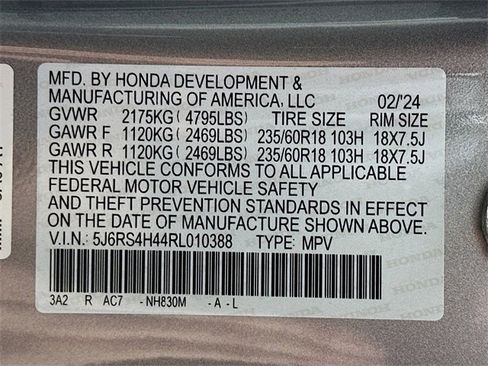 MFD. BY HONDA DEVELOPMENT &
MANUFACTURING OF AMERICA, LLC 02/'24
GVWR 2175KG ( 4795LBS) TIRE SIZE RIM SIZE
GAWR F 1120KG ( 2469LBS) 235/60R18 103H 18X7.5J
GAWR R 1120KG ( 2469LBS) 235/60R18 103H 18X7.5J
THIS VEHICLE CONFORMS TO ALL APPLICABLE
FEDERAL MOTOR VEHICLE SAFETY
AND THEFT PREVENTION STANDARDS IN EFFECT
ON THE DATE OF MANUFACTURE SHOWN ABOVE.
V.I.N.: 5J6RS4H44RL010388 TYPE: MPV
3A2 R AC7 -NH830M -A-L